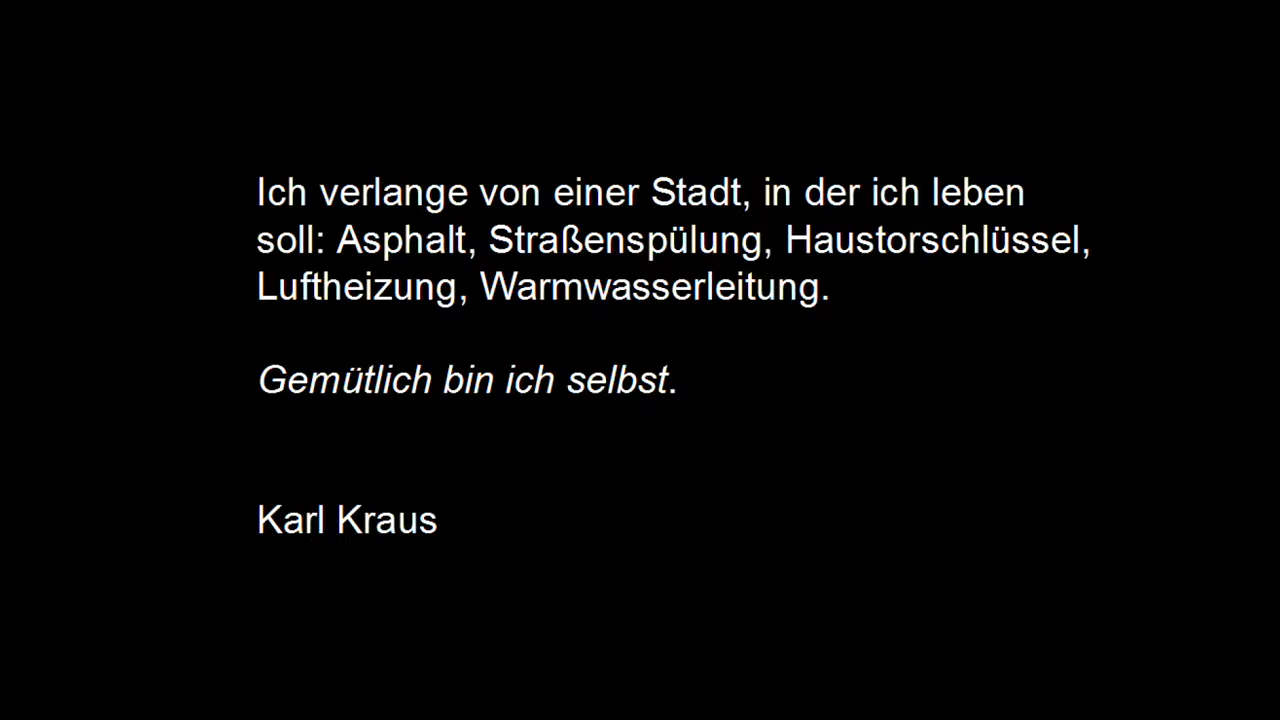 Ich verlange von einer Stadt, in der ich leben
soll: Asphalt, Straßenspülung, Haustorschlüssel,
Luftheizung, Warmwasserleitung.
Gemütlich bin ich selbst.
Karl Kraus